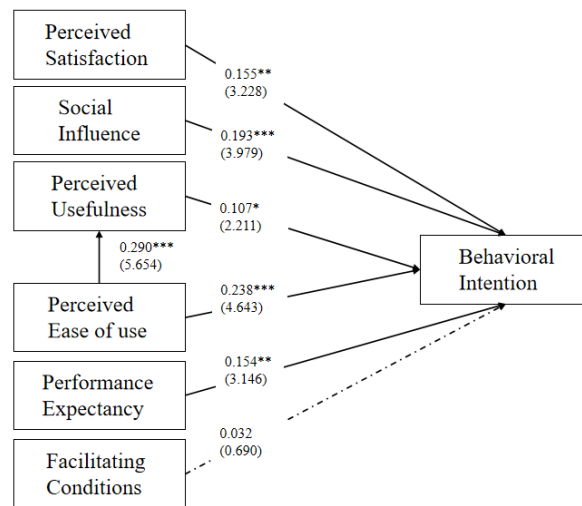 Perceived
Satisfaction
0.155**
(3.228)
Social
Influence
0.193***
(3.979)
Perceived
Usefulness
0.107*
(2.211)
0.290***
(5.654)
Behavioral
Intention
Perceived
Ease of use
0.238***
(4.643)
Performance
Expectancy
0.154**
(3.146)
0.032
(0.690)
Facilitating
Conditions